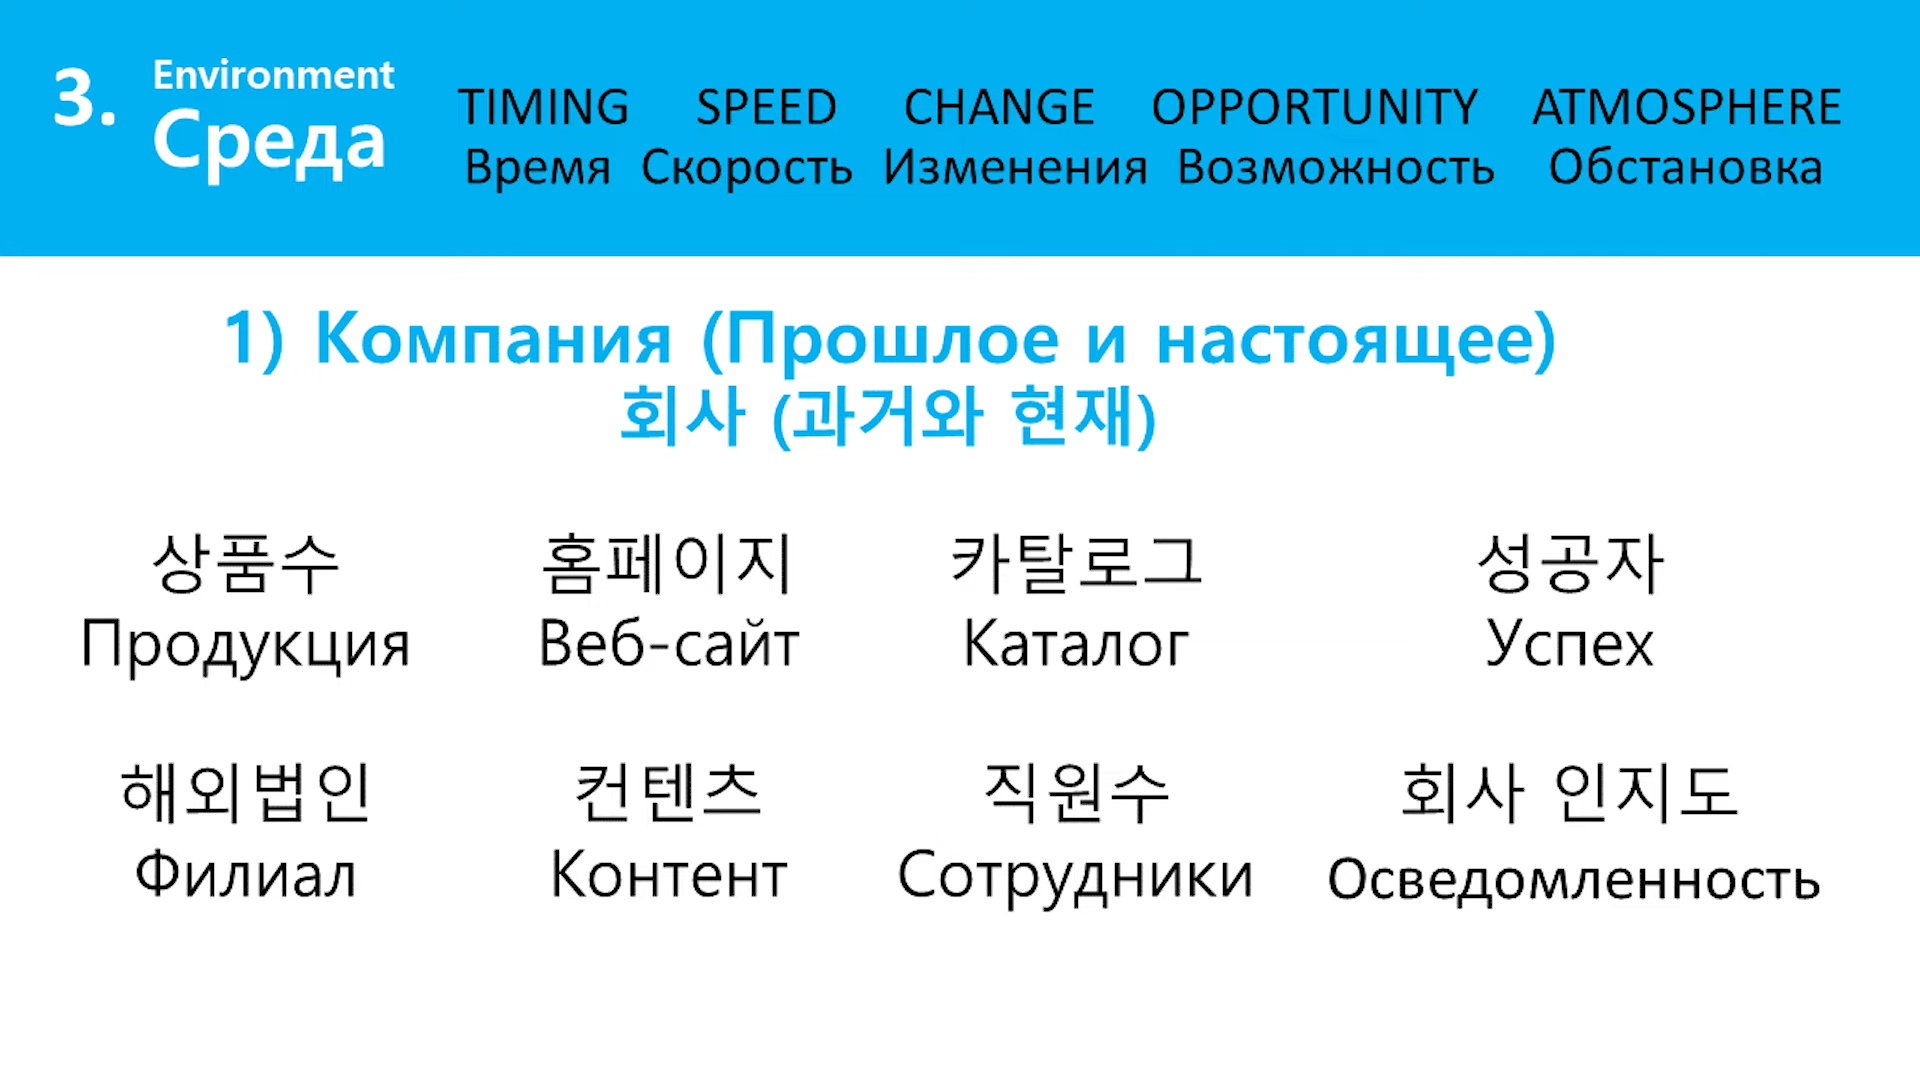 3.
Environment
Среда
TIMING SPEED CHANGE OPPORTUNITY ATMOSPHERE
Время Скорость Изменения Возможность Обстановка
1) Компания (Прошлое и настоящее)
회사 (과거와 현재)
상품수 홈페이지 카탈로그 성공자
Продукция Веб-сайт Каталог Успех
해외법인 컨텐츠 직원수 회사 인지도
Филиал Контент Сотрудники Осведомленность